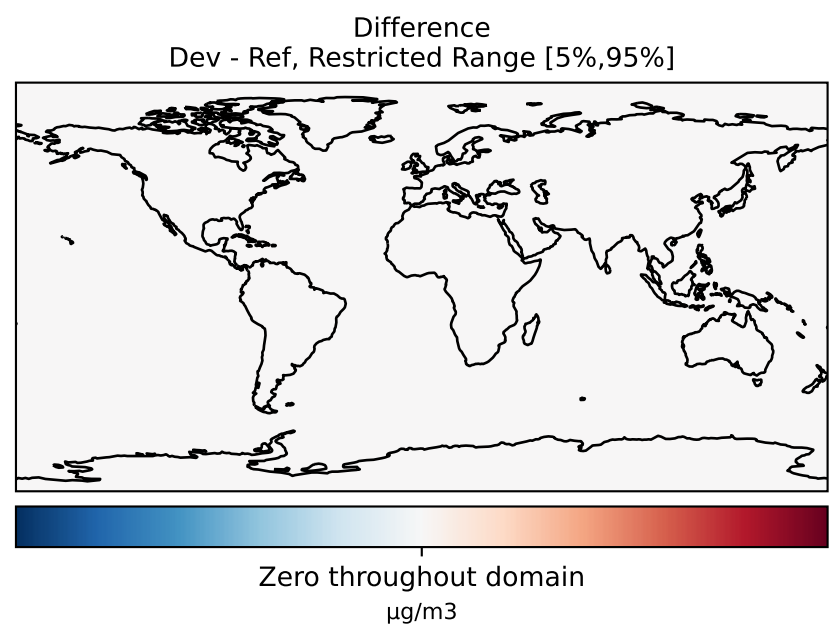 Difference
Dev - Ref, Restricted Range [5%,95%]
Zero throughout domain
μg/m3